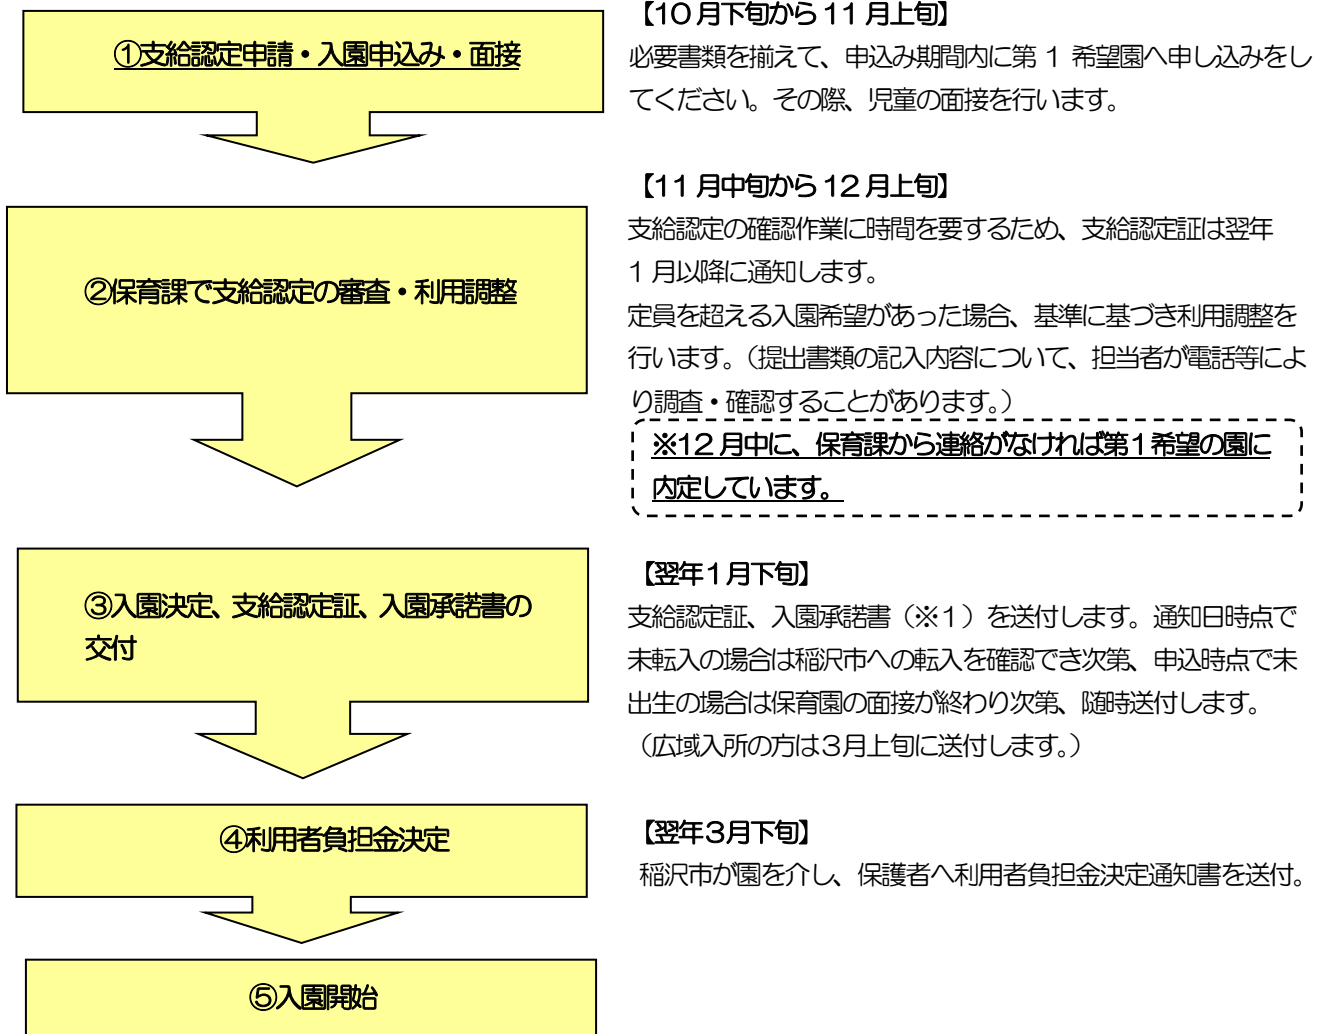 ①支給認定申請・入園申込み・面接
【10月下旬から11月上旬】
必要書類を揃えて、申込み期間内に第 1 希望園へ申し込みをし
てください。その際、児童の面接を行います。
②保育課で支給認定の審査・利用調整
【11月中旬から12月上旬】
支給認定の確認作業に時間を要するため、支給認定証は翌年
1月以降に通知します。
定員を超える入園希望があった場合、基準に基づき利用調整を
行います。（提出書類の記入内容について、担当者が電話等によ
り調査・確認することがあります。）
※12月中に、保育課から連絡がなければ第1希望の園に
内定しています。
③入園決定、支給認定証、入園承諾書の
交付
【翌年1月下旬】
支給認定証、入園承諾書（※1）を送付します。通知日時点で
未転入の場合は稲沢市への転入を確認でき次第、申込時点で未
出生の場合は保育園の面接が終わり次第、随時送付します。
（広域入所の方は3月上旬に送付します。）
④利用者負担金決定
【翌年3月下旬】
稲沢市が園を介し、保護者へ利用者負担金決定通知書を送付。
⑤入園開始